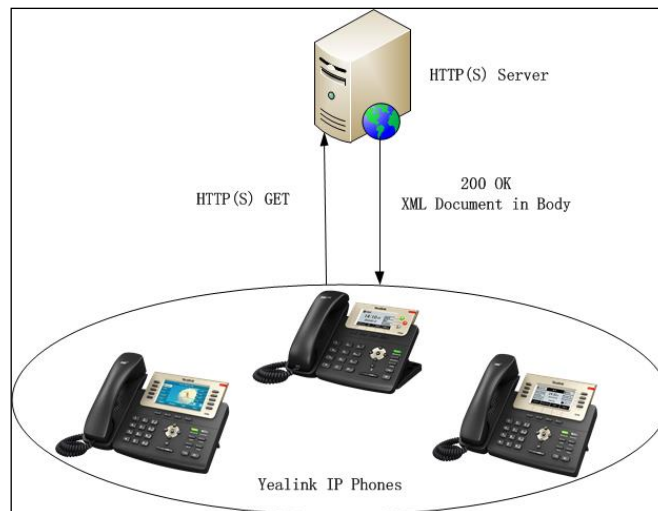 HTTP(S) Server
HTTP(S) GET
200 OK
XML Document in Body
Yealink IP Phones